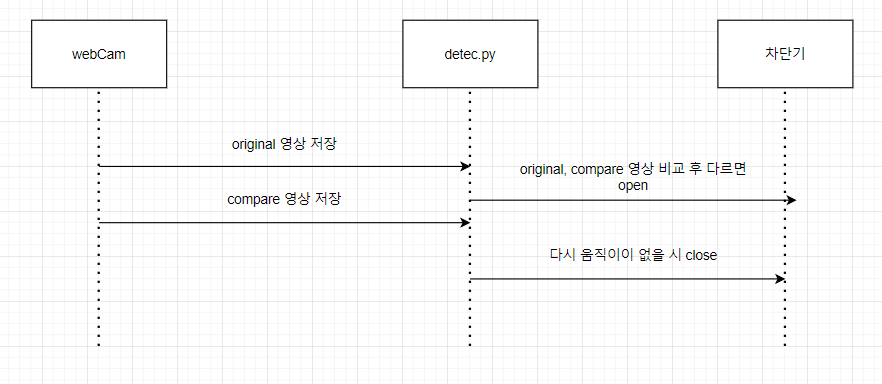 webCam
detec.py
차단기
original 영상 저장
original, compare 영상 비교 후 다르면
open
compare 영상 저장
다시 움직이이 없을 시 close